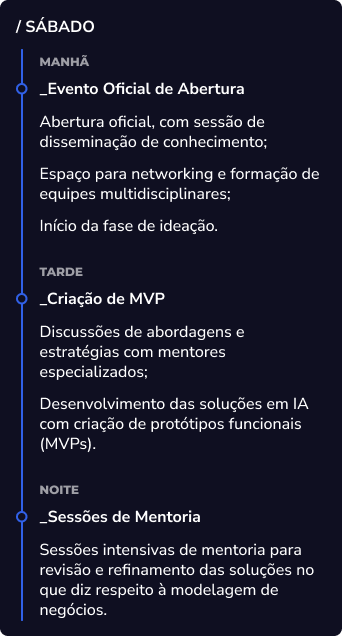 / SÁBADO
MANHÃ
_Evento Oficial de Abertura
Abertura oficial, com sessão de
disseminação de conhecimento;
Espaço para networking e formação de
equipes multidisciplinares;
Início da fase de ideação.
TARDE
_Criação de MVP
Discussões de abordagens e
estratégias com mentores
especializados;
Desenvolvimento das soluções em IA
com criação de protótipos funcionais
(MVPs).
NOITE
_Sessões de Mentoria
Sessões intensivas de mentoria para
revisão e refinamento das soluções no
que diz respeito à modelagem de
negócios.